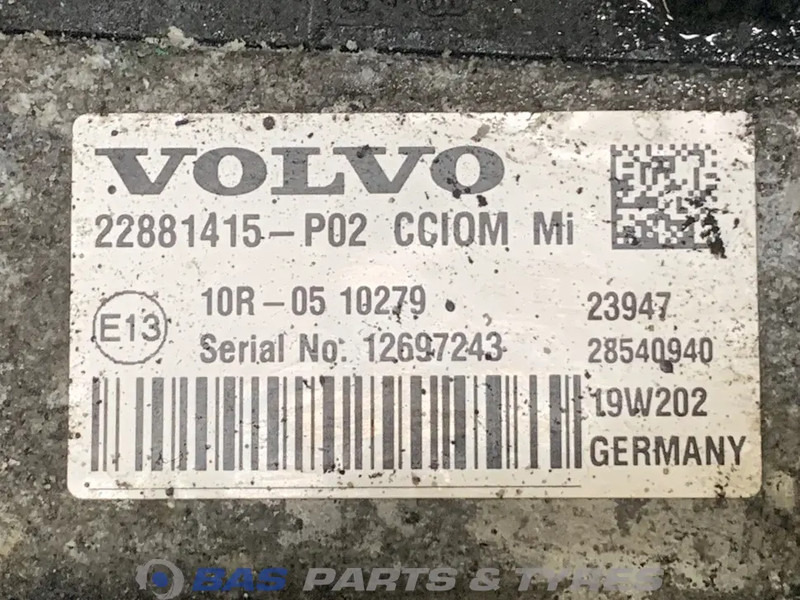 VOLVO
22881415-P02 CCIOM Mi
E13
10R-05 10279
23947
Serial No: 12697243
28540940
19W202
GERMANY
BAS PARTS & TYRES